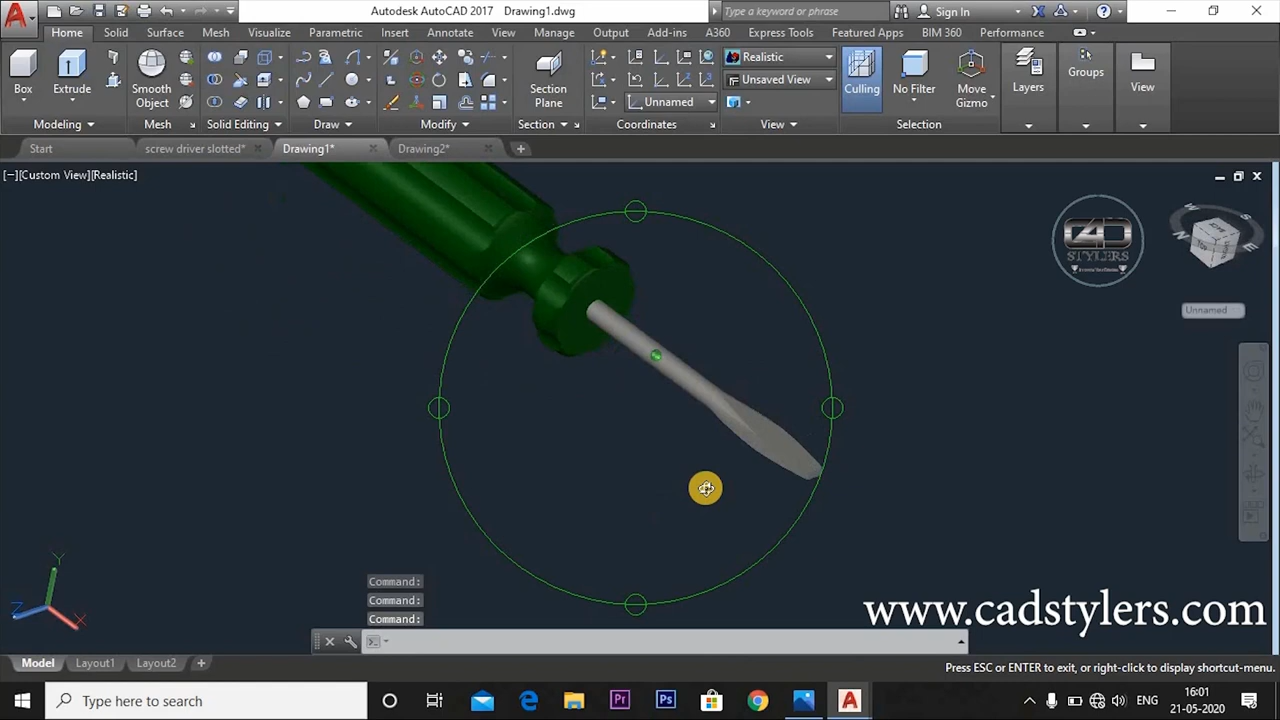 Autodesk AutoCAD 2017 Drawing1.dwg
Type a keyword or phrase
Sign In
Home Solid Surface Mesh Visualize Parametric Insert Annotate View Manage Output Add-ins A360 Express Tools Featured Apps BIM 360 Performance
Box
Extrude
Smooth Object
Section Plane
Realistic
Unsaved View
Unnamed
Culling
No Filter
Move Gizmo
Layers
Groups
View
Modeling
Mesh
Solid Editing
Draw
Modify
Section
Coordinates
View
Selection
Start
screw driver slotted*
Drawing1*
Drawing2*
[−][Custom View][Realistic]
CAD
STYLERS
W
S
N
E
Unnamed
Y
Z
X
Command:
Command:
Command:
www.cadstylers.com
Model
Layout1
Layout2
Press ESC or ENTER to exit, or right-click to display shortcut-menu.
Type here to search
Pr
Ps
A
ENG
16:01
21-05-2020